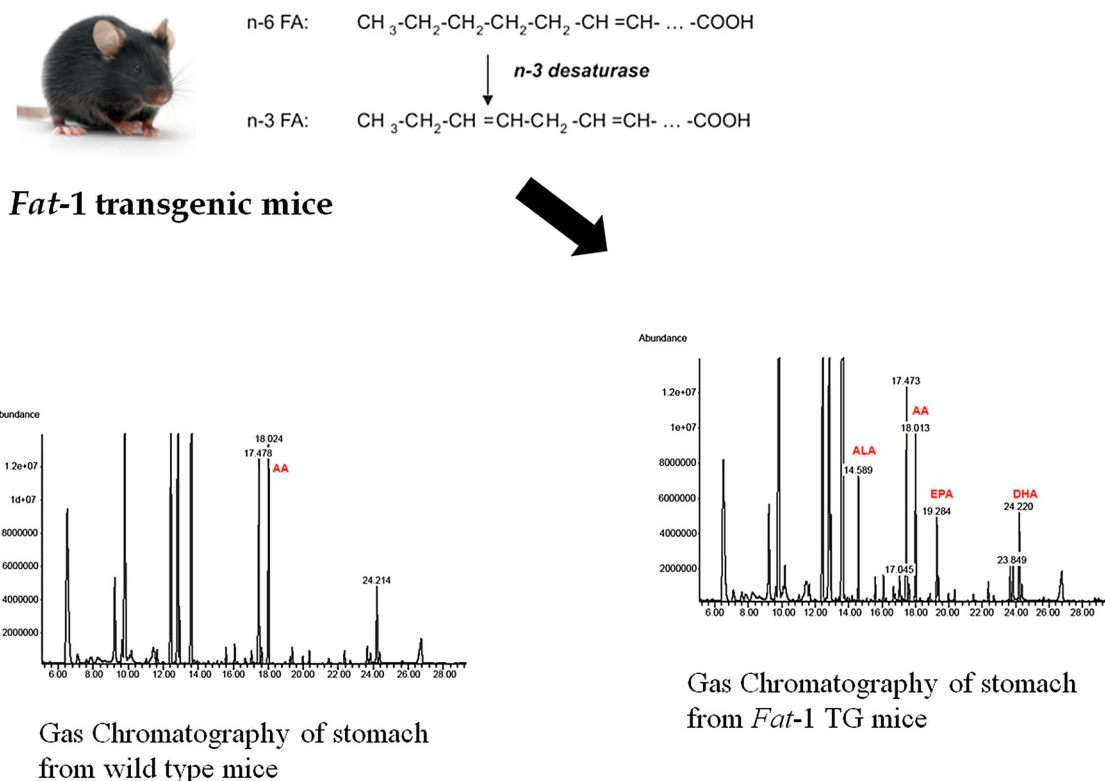 n-6 FA: CH₃-CH₂-CH₂-CH₂-CH₂-CH=CH- ... -COOH
n-3 desaturase
n-3 FA: CH₃-CH₂-CH=CH-CH₂-CH=CH- ... -COOH
Fat-1 transgenic mice
Abundance
1.2e+07
1e+07
8000000
6000000
4000000
2000000
17.473
AA
18.013
ALA
14.589
EPA
19.284
DHA
24.220
23.849
17.045
6.00 8.00 10.00 12.00 14.00 16.00 18.00 20.00 22.00 24.00 26.00 28.00
Gas Chromatography of stomach
from Fat-1 TG mice
bundance
1.2e+07
1d+07
8000000
6000000
4000000
2000000
18.024
17.478
AA
24.214
6.00 8.00 10.00 12.00 14.00 16.00 18.00 20.00 22.00 24.00 26.00 28.00
Gas Chromatography of stomach
from wild type mice